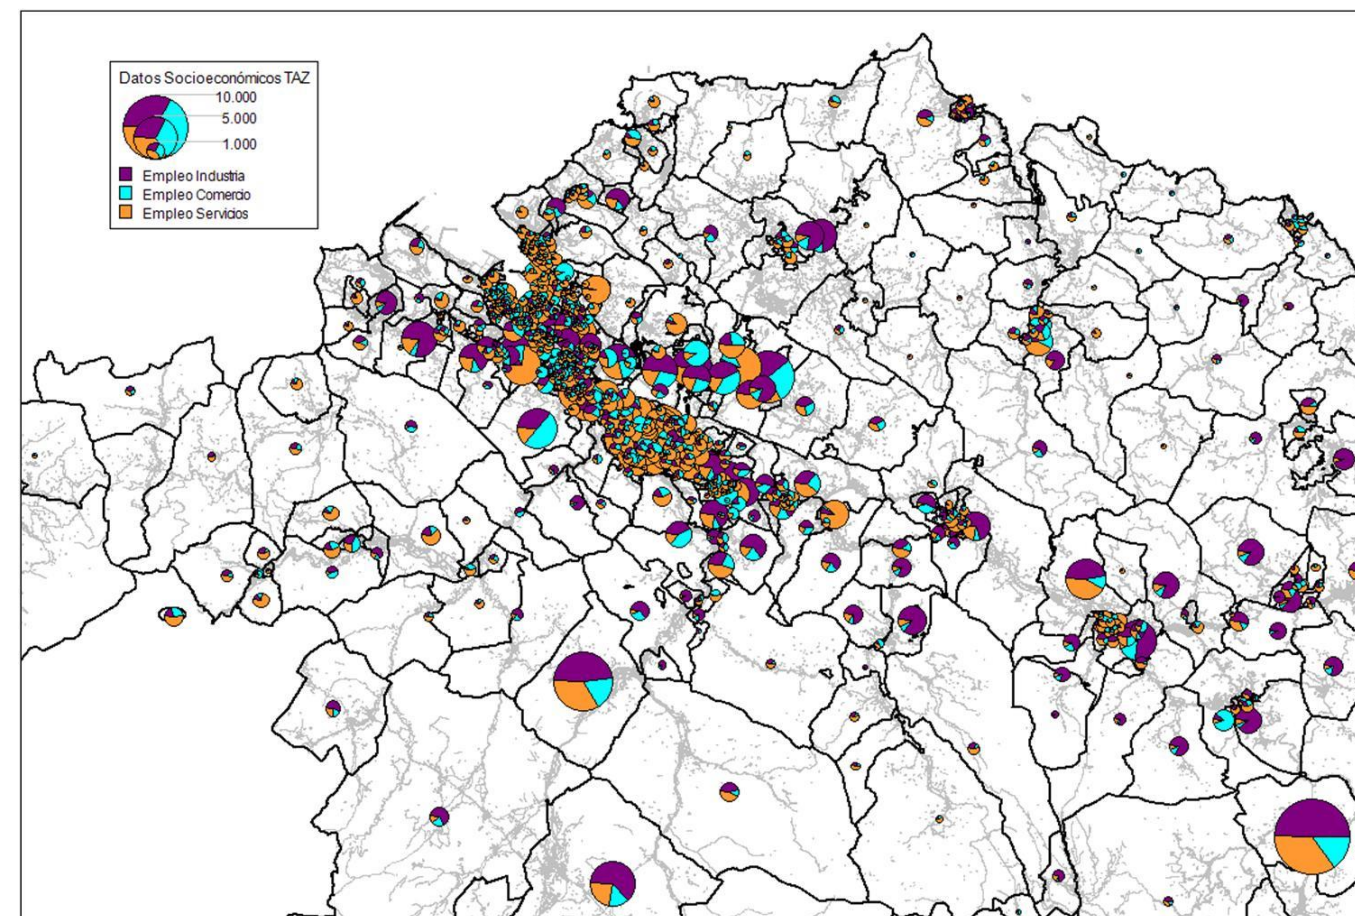 Datos Socioeconómicos TAZ
10.000
5.000
1.000
Empleo Industria
Empleo Comercio
Empleo Servicios